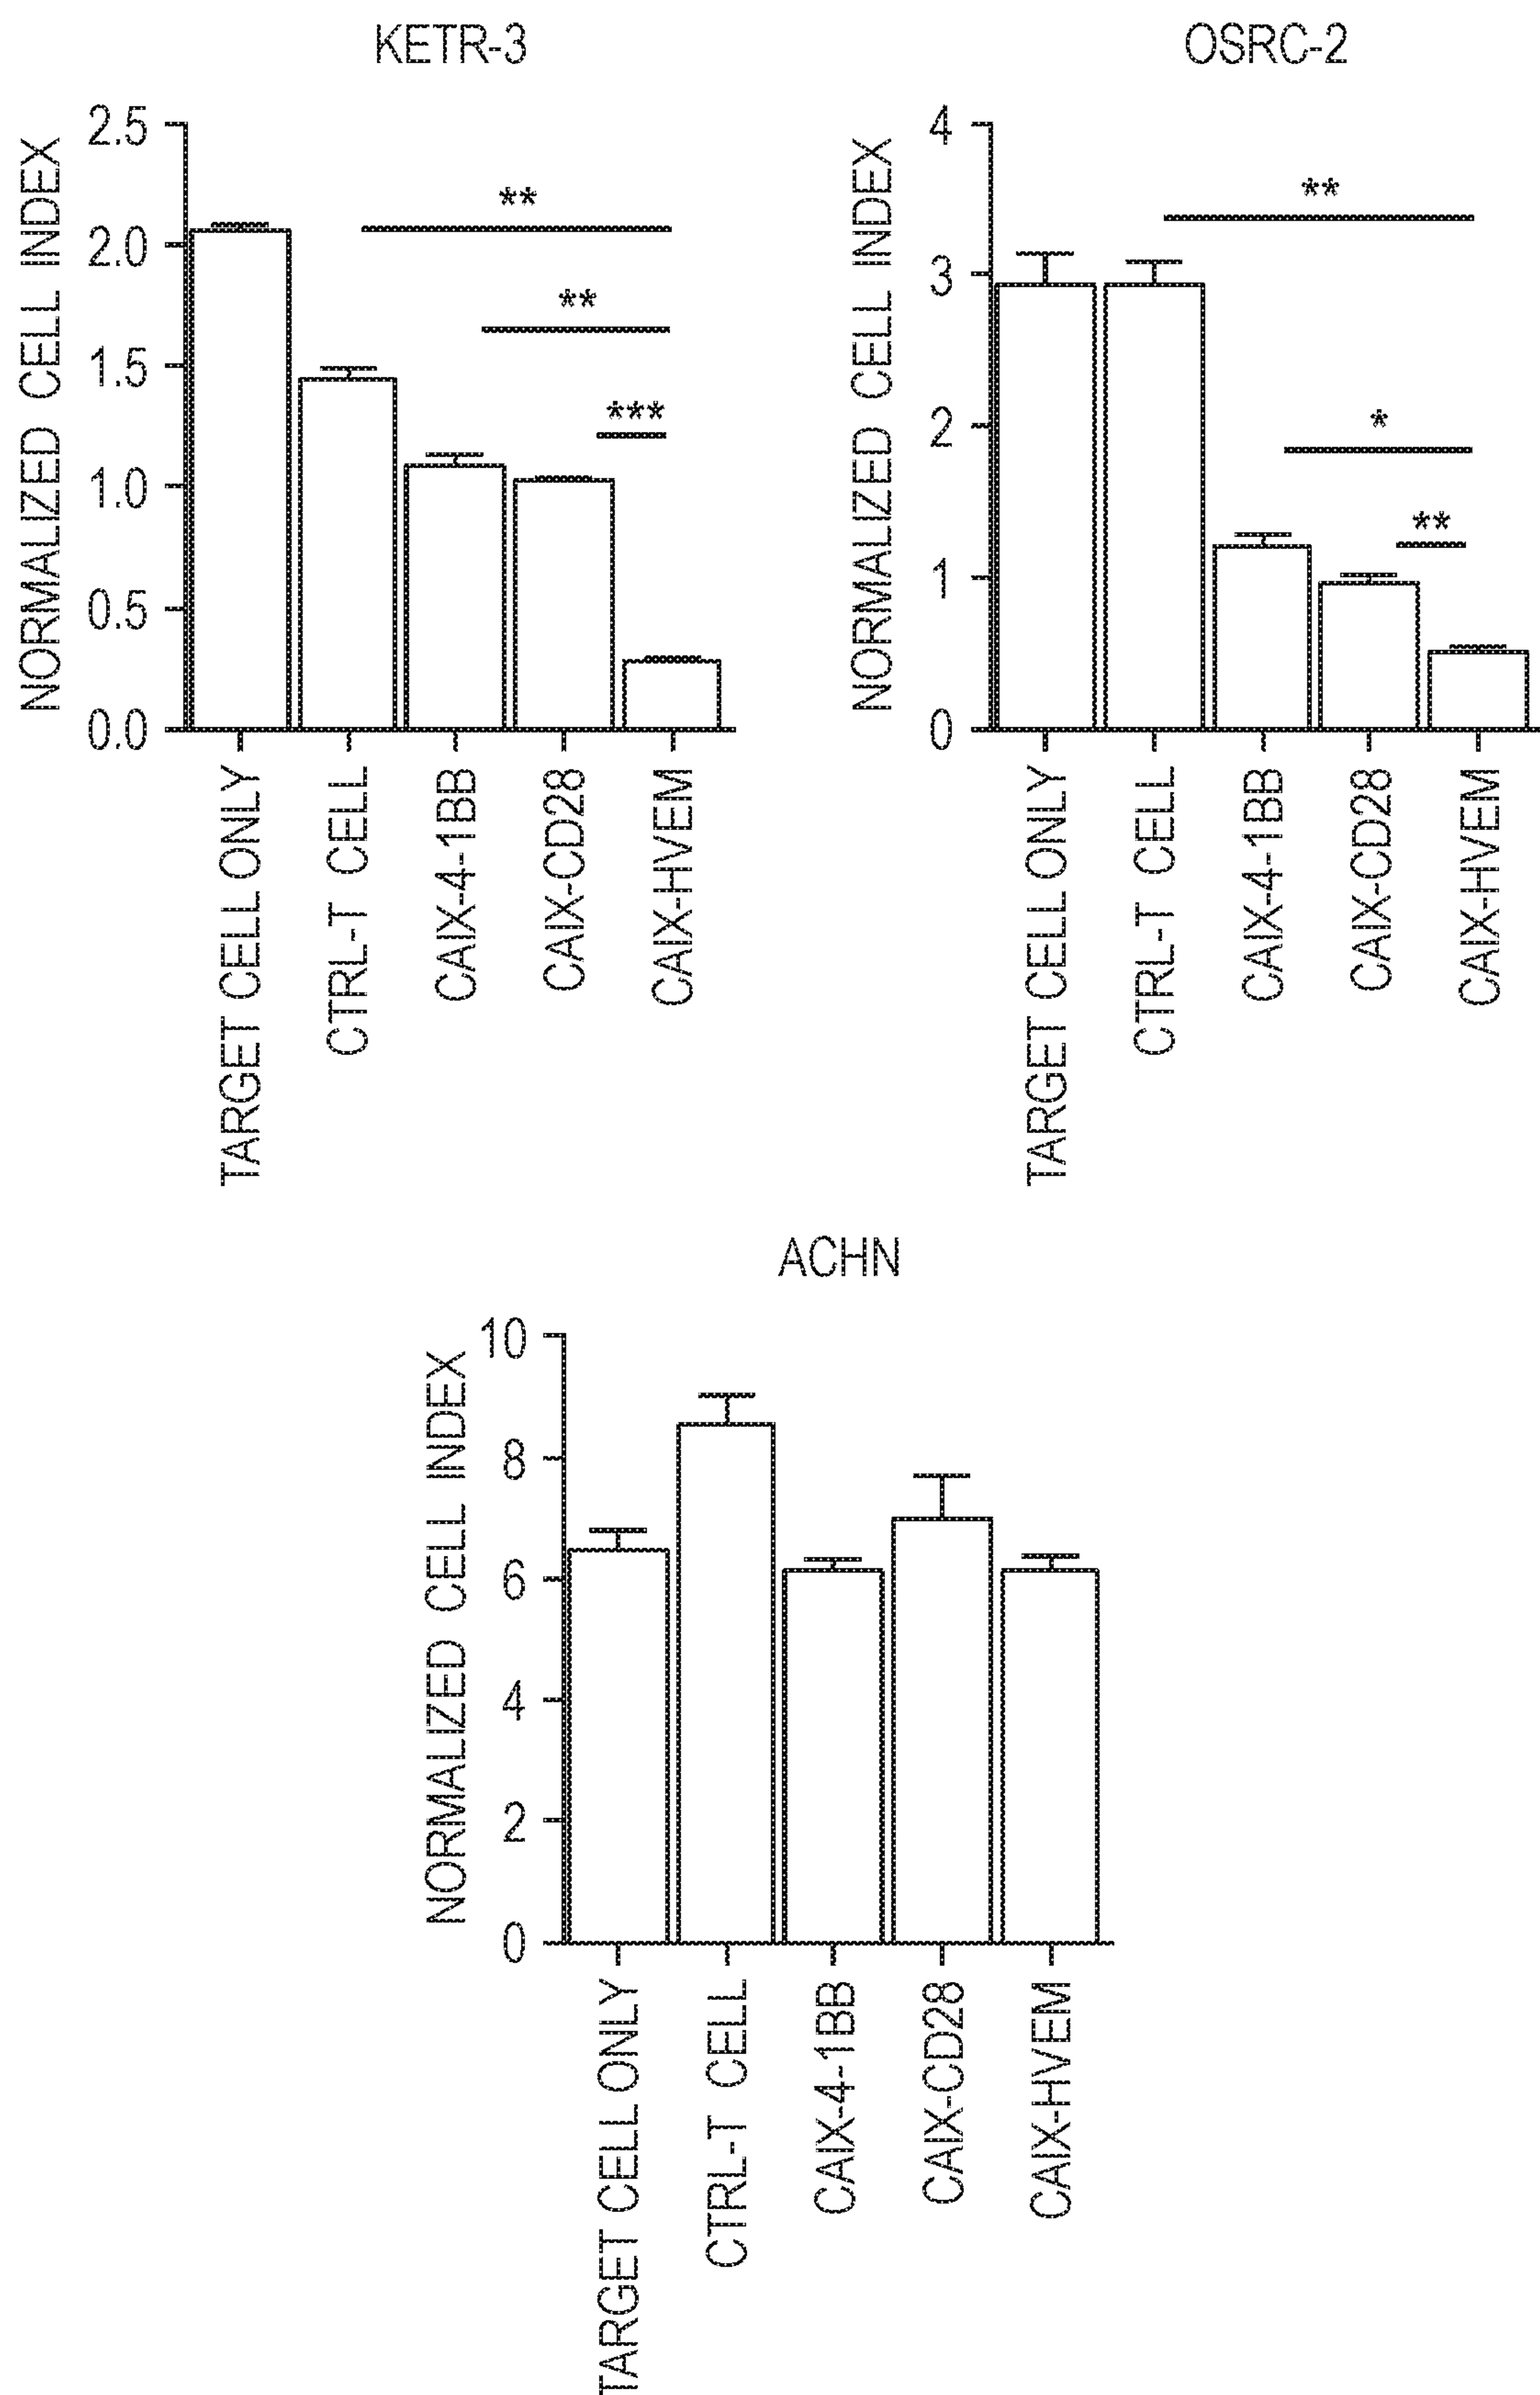 KETR-3
NORMALIZED CELL INDEX
2.5
2.0
1.5
1.0
0.5
0.0
**
**
***
TARGET CELL ONLY
CTRL-T CELL
CAIX-4-1BB
CAIX-CD28
CAIX-HVEM
OSRC-2
NORMALIZED CELL INDEX
4
3
2
1
0
**
*
**
TARGET CELL ONLY
CTRL-T CELL
CAIX-4-1BB
CAIX-CD28
CAIX-HVEM
ACHN
NORMALIZED CELL INDEX
10
8
6
4
2
0
TARGET CELL ONLY
CTRL-T CELL
CAIX-4-1BB
CAIX-CD28
CAIX-HVEM